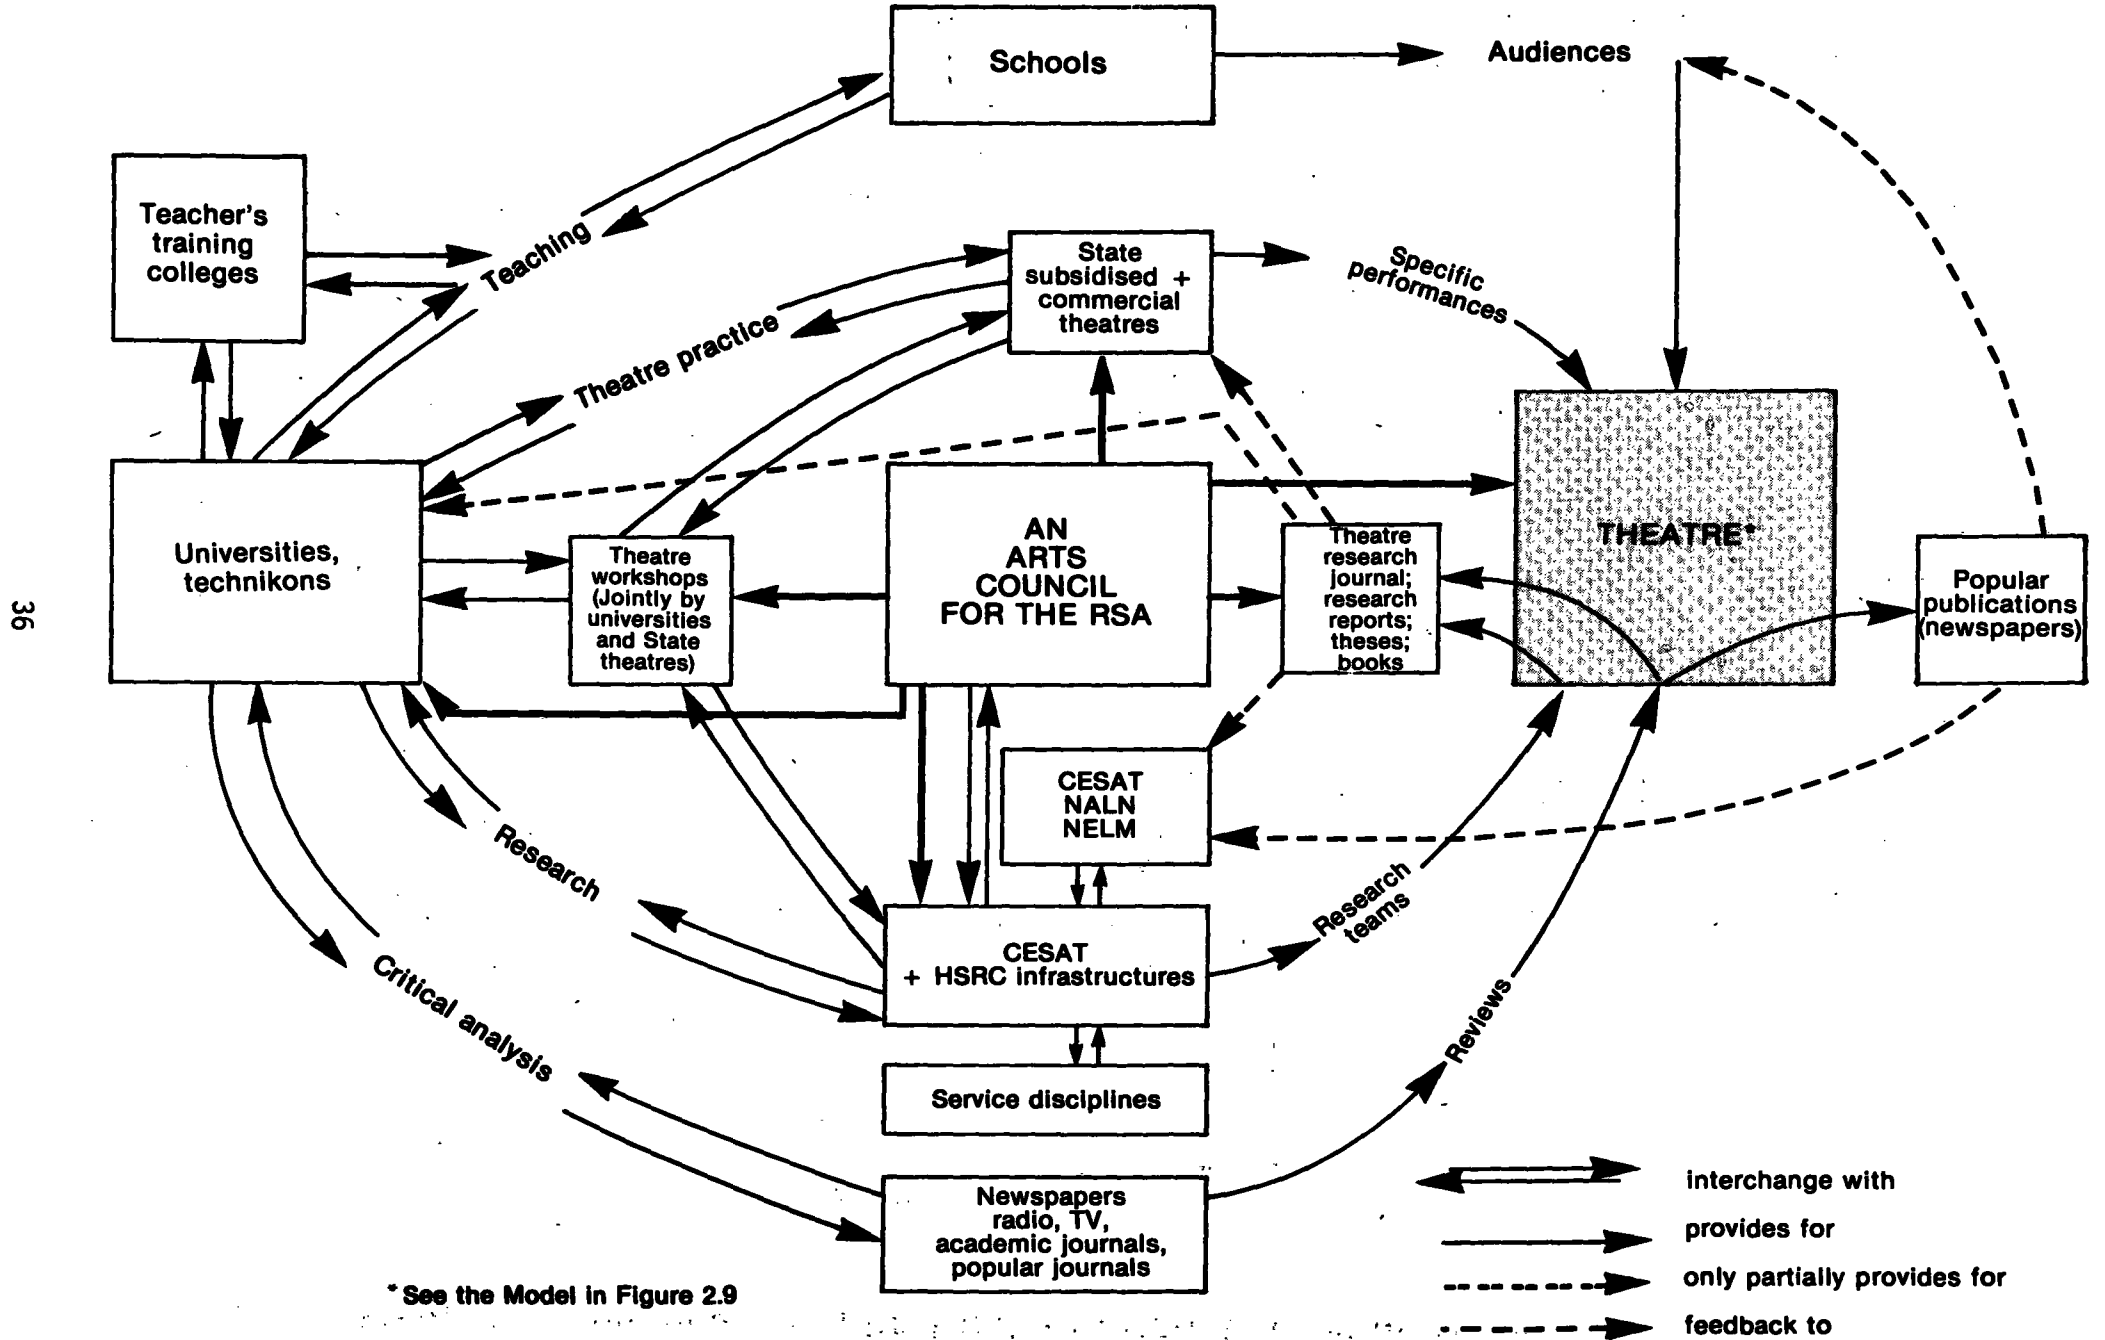 Schools
Audiences
Teacher's
training
colleges
Teaching
State
subsidised +
commercial
theatres
Specific
performances
Theatre practice
Universities,
technikons
Theatre
workshops
(Jointly by
universities
and State
theatres)
AN
ARTS
COUNCIL
FOR THE RSA
Theatre
research
journal;
research
reports;
theses;
books
THEATRE*
Popular
publications
(newspapers)
36
CESAT
NALN
NELM
Research
CESAT
+ HSRC infrastructures
Research
teams
Critical analysis
Reviews
Service disciplines
Newspapers
radio, TV,
academic journals,
popular journals
interchange with
provides for
only partially provides for
feedback to
*See the Model in Figure 2.9